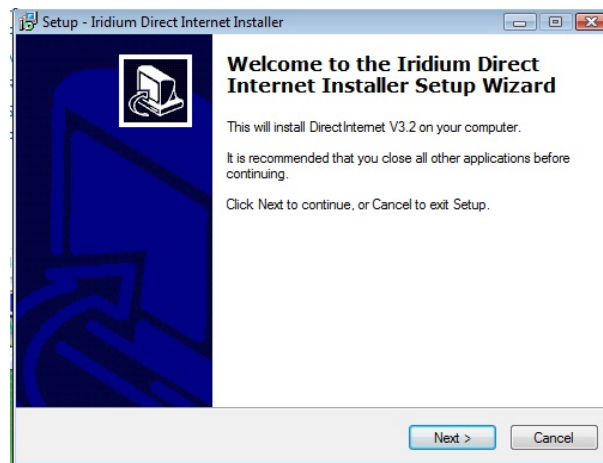 Setup - Iridium Direct Internet Installer
Welcome to the Iridium Direct
Internet Installer Setup Wizard
This will install DirectInternet V3.2 on your computer.
It is recommended that you close all other applications before
continuing.
Click Next to continue, or Cancel to exit Setup.
Next >
Cancel